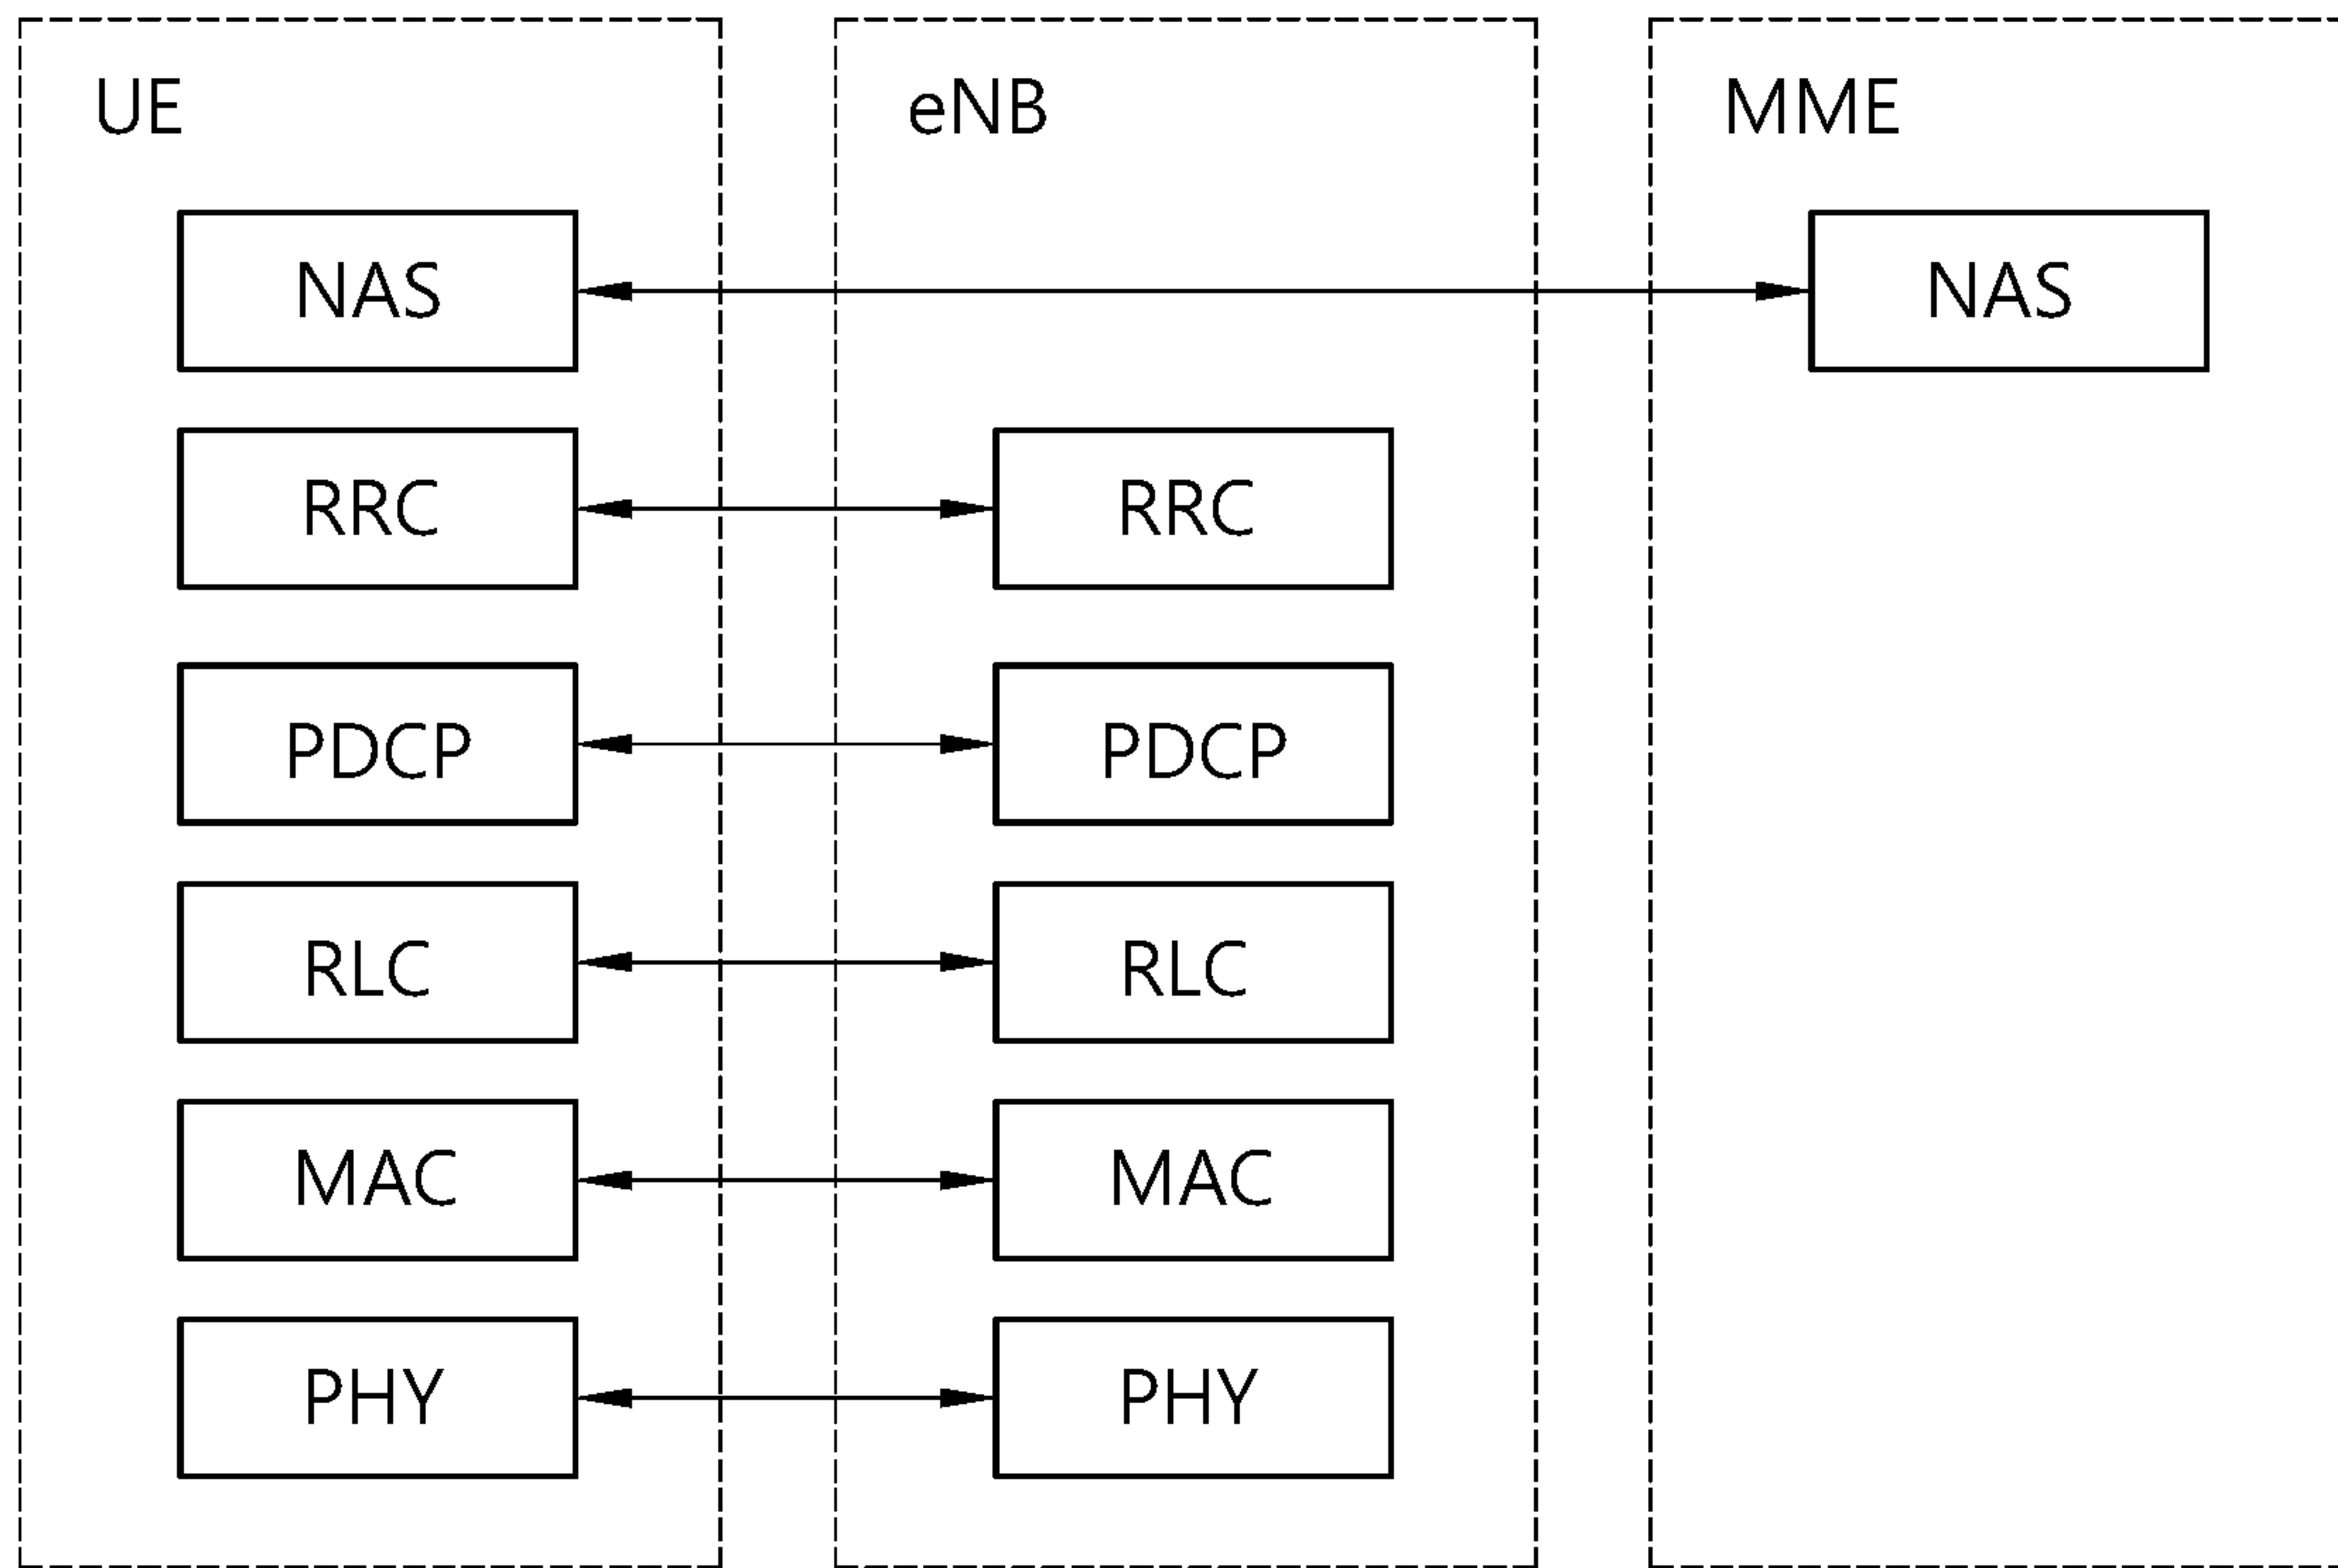 UE
eNB
MME
NAS
NAS
RRC
RRC
PDCP
PDCP
RLC
RLC
MAC
MAC
PHY
PHY